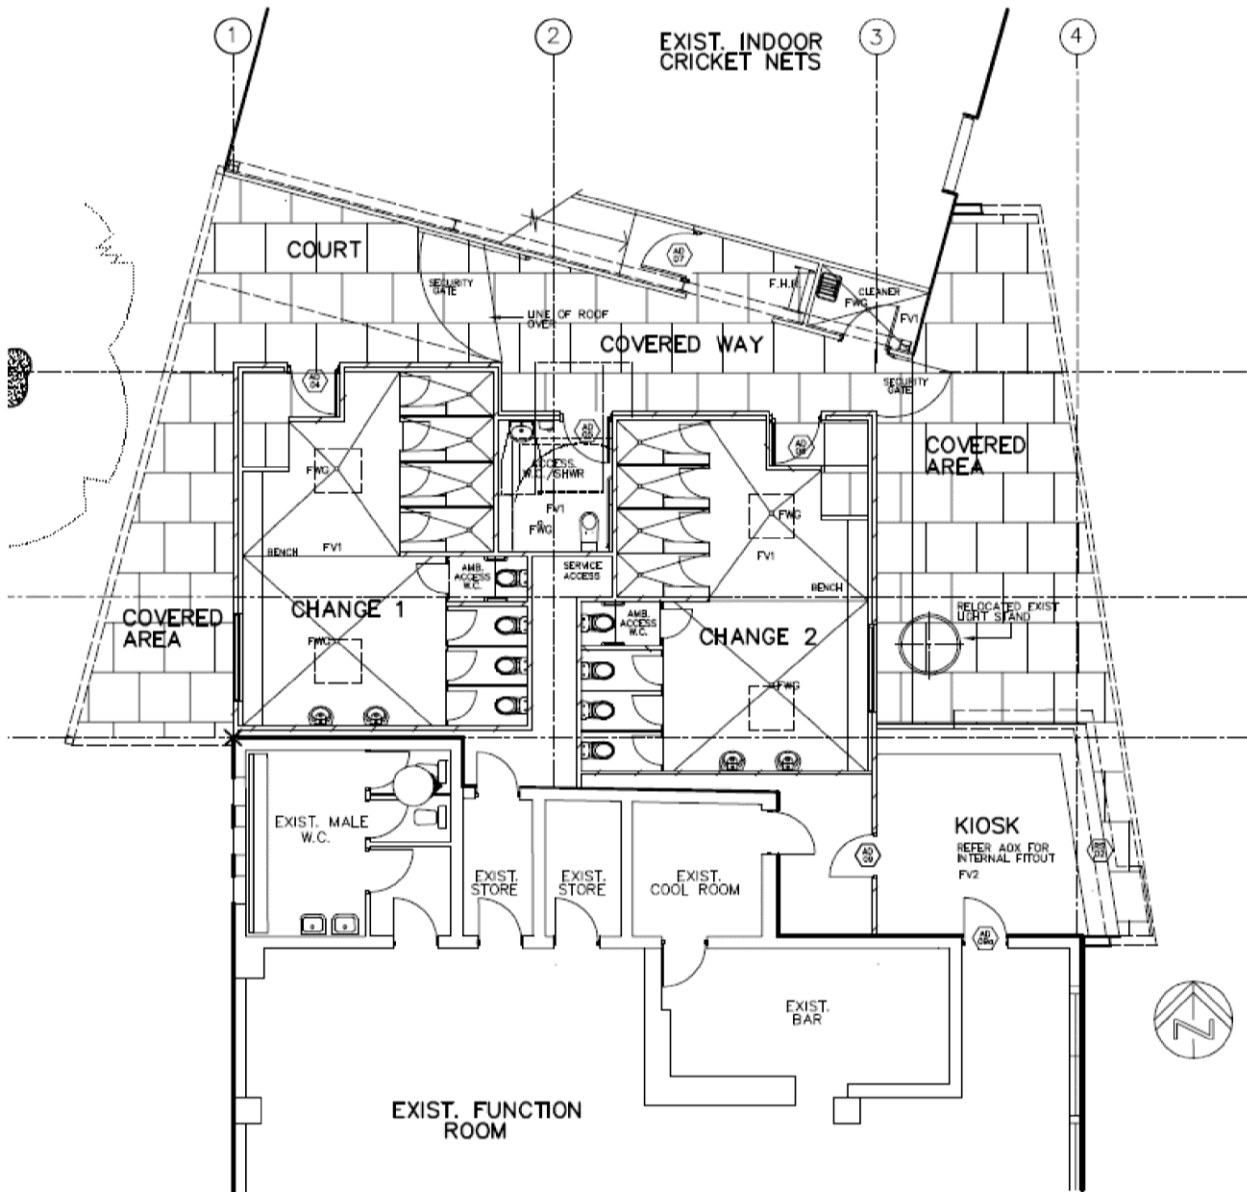 1
2
3
4
EXIST. INDOOR
CRICKET NETS
COURT
SECURITY
GATE
LINE OF ROOF
OVER
AD
07
F.H.R
CLEANER
FWG
FV1
COVERED WAY
SECURITY
GATE
AD
04
AD
AD
COVERED
AREA
FWG
ACCESS.
W.C./SHWR
FV1
FWG
FWG
BENCH
FV1
FV1
AMB.
ACCESS
W.C.
SERVICE
ACCESS
BENCH
CHANGE 1
COVERED
AREA
FWG
AMB.
ACCESS
W.C.
CHANGE 2
RELOCATED EXIST
LIGHT STAND
FWG
EXIST. MALE
W.C.
KIOSK
REFER AOX FOR
INTERNAL FITOUT
FV2
AD
09
RS
02
EXIST.
STORE
EXIST.
STORE
EXIST.
COOL ROOM
AD
EXIST.
BAR
N
EXIST. FUNCTION
ROOM